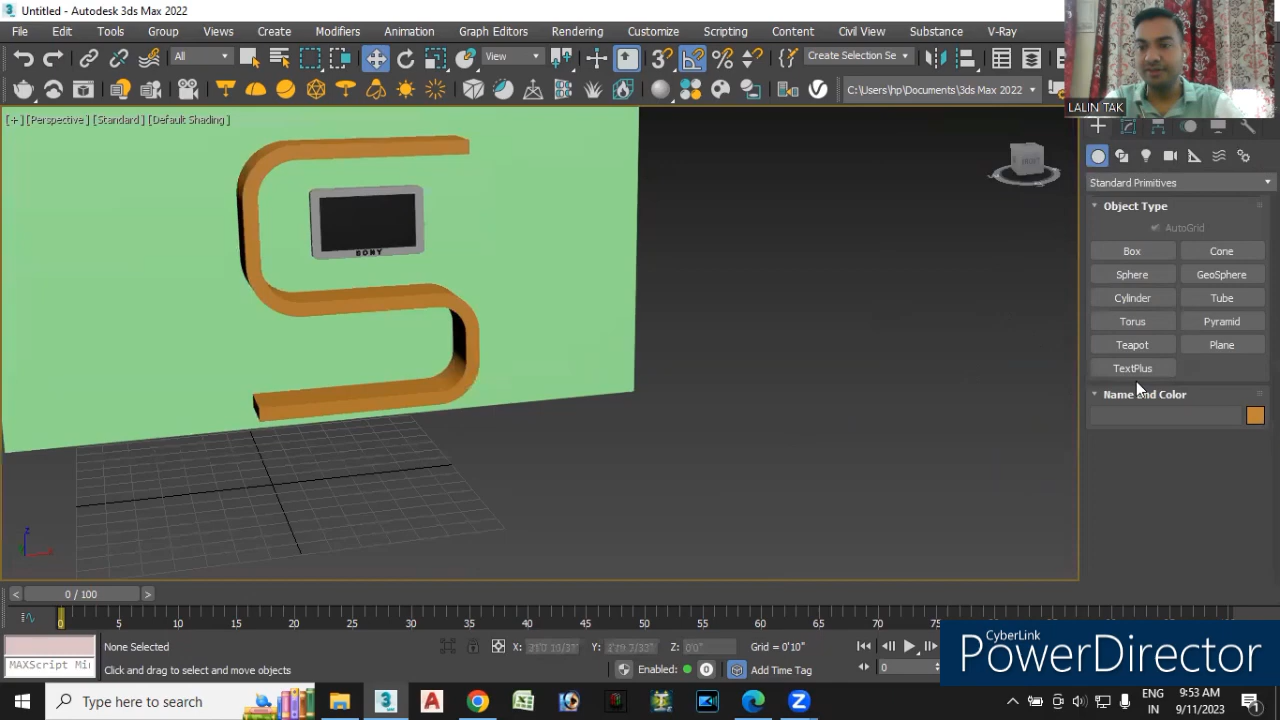 Untitled - Autodesk 3ds Max 2022
File Edit Tools Group Views Create Modifiers Animation Graph Editors Rendering Customize Scripting Content Civil View Substance V-Ray
All View Create Selection Se
C:\Users\hp\Documents\3ds Max 2022
LALIN TAK
[+] [Perspective] [Standard] [Default Shading]
FRONT
Standard Primitives
Object Type
AutoGrid
Box Cone
Sphere GeoSphere
Cylinder Tube
Torus Pyramid
Teapot Plane
TextPlus
Name and Color
SONY
z
0 / 100
0 5 10 15 20 25 30 35 40 45 50 55 60 65 70 75
None Selected X: Y: Z: 0'0" Grid = 0'10"
MAXScript Mi Click and drag to select and move objects Enabled: Add Time Tag 0
CyberLink
PowerDirector
Type here to search
ENG
IN
9:53 AM
9/11/2023
1